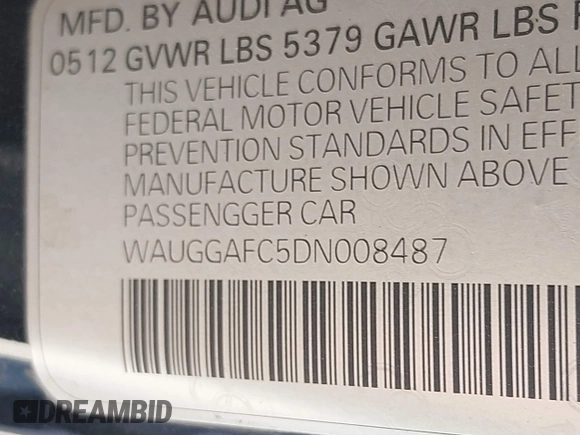 MFD. BY AUDI AG
0512 GVWR LBS 5379 GAWR LBS
THIS VEHICLE CONFORMS TO ALL
FEDERAL MOTOR VEHICLE SAFET
PREVENTION STANDARDS IN EFF
MANUFACTURE SHOWN ABOVE
PASSENGGER CAR
WAUGGAFC5DN008487
DREAMBID